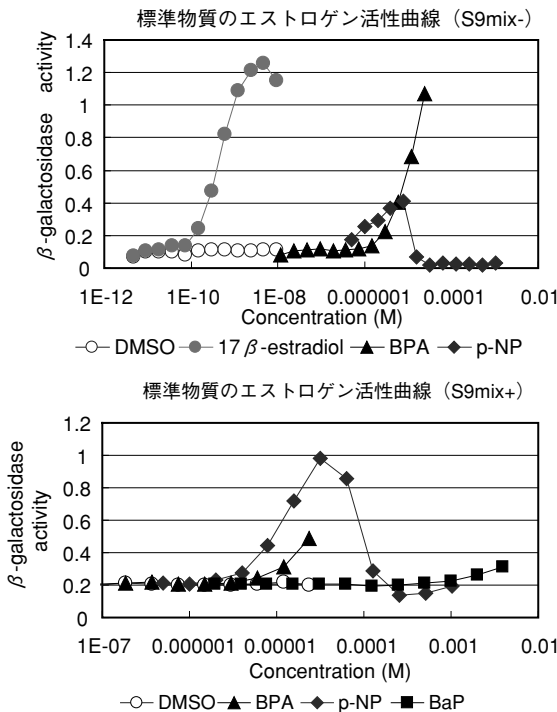 標準物質のエストロゲン活性曲線（S9mix-）
β-galactosidase activity
1.4
1.2
1
0.8
0.6
0.4
0.2
0
1E-12 1E-10 1E-08 0.000001 0.0001 0.01
Concentration (M)
DMSO 17β-estradiol BPA p-NP
標準物質のエストロゲン活性曲線（S9mix+）
β-galactosidase
activity
1.2
1
0.8
0.6
0.4
0.2
0
1E-07 0.000001 0.00001 0.0001 0.001 0.01
Concentration (M)
DMSO BPA p-NP BaP